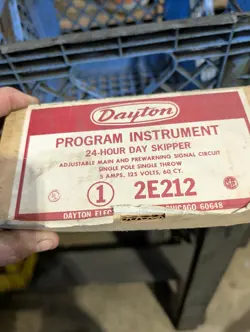 Dayton
PROGRAM INSTRUMENT
24-HOUR DAY SKIPPER
ADJUSTABLE MAIN AND PREWARNING SIGNAL CIRCUIT
SINGLE POLE SINGLE THROW
5 AMPS, 125 VOLTS, 60 CY.
1 2E212
DAYTON ELEC CHICAGO 60648